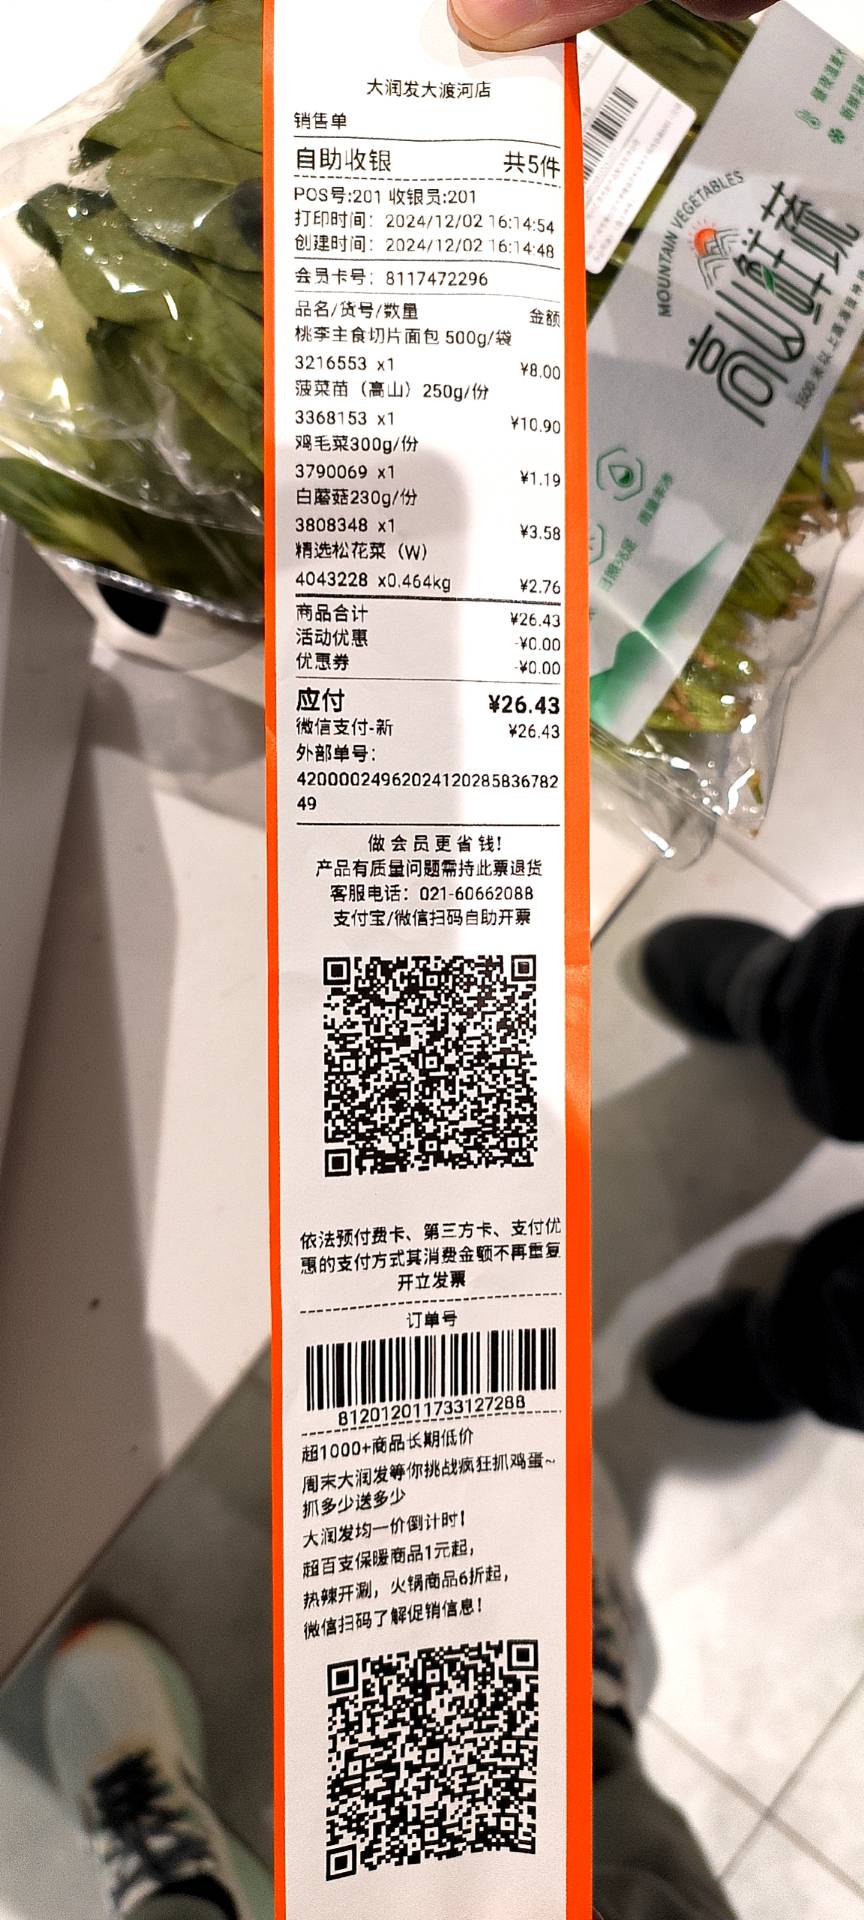 大润发大渡河店
销售单
自助收银 共5件
POS号:201 收银员:201
打印时间: 2024/12/02 16:14:54
创建时间: 2024/12/02 16:14:48
会员卡号: 8117472296
品名/货号/数量 金额
桃李主食切片面包 500g/袋
3216553 x1 ¥8.00
菠菜苗（高山）250g/份
3368153 x1 ¥10.90
鸡毛菜300g/份
3790069 x1 ¥1.19
白蘑菇230g/份
3808348 x1 ¥3.58
精选松花菜（W）
4043228 x0.464kg ¥2.76
商品合计 ¥26.43
活动优惠 -¥0.00
优惠券 -¥0.00
应付 ¥26.43
微信支付-新 ¥26.43
外部单号:
42000024962024120285836782
49
做会员更省钱!
产品有质量问题需持此票退货
客服电话: 021-60662088
支付宝/微信扫码自助开票
依法预付费卡、第三方卡、支付优
惠的支付方式其消费金额不再重复
开立发票
订单号
812012011733127288
超1000+商品长期低价
周末大润发等你挑战疯狂抓鸡蛋~
抓多少送多少
大润发均一价倒计时!
超百支保暖商品1元起,
热辣开涮, 火锅商品6折起,
微信扫码了解促销信息!
MOUNTAIN VEGETABLES
高山鲜蔬